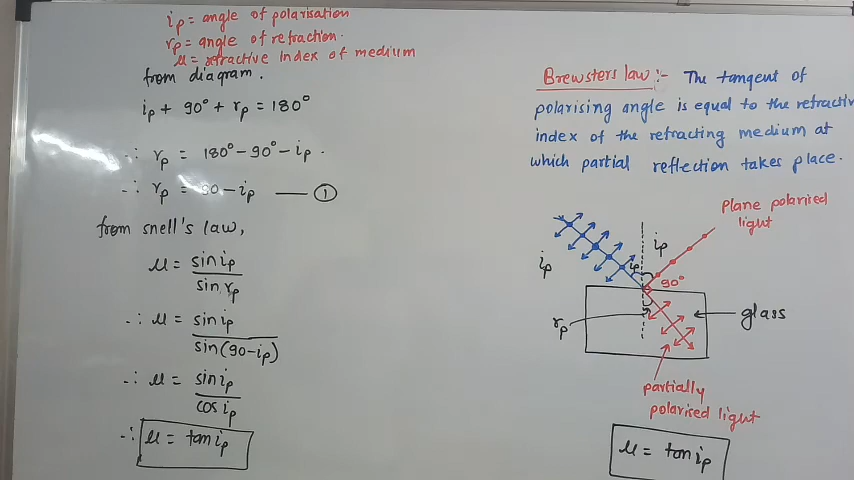 ip = angle of polarisation
rp = angle of refraction.
μ = refractive index of medium
from diagram.
ip + 90° + rp = 180°
∴ rp = 180° - 90° - ip.
∴ rp = 90 - ip —— ①
from snell's law,
μ = sin ip / sin rp
∴ μ = sin ip / sin(90-ip)
∴ μ = sin ip / cos ip
∴ μ = tan ip
Brewsters law :- The tangent of
polarising angle is equal to the refractiv
index of the refracting medium at
which partial reflection takes place.
plane polarised
light
ip
ip
ip
90°
rp
glass
partially
polarised light
μ = tan ip